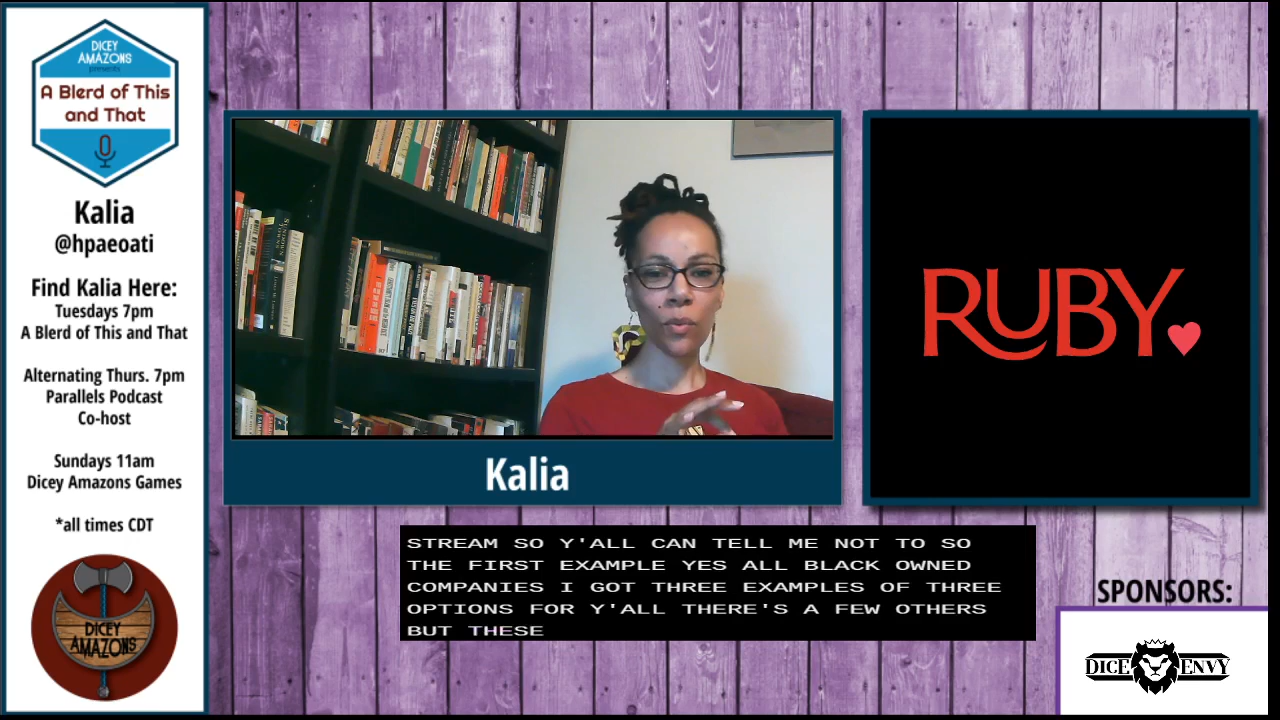 DICEY
AMAZONS
presents
A Blerd of This
and That
Kalia
@hpaeoati
Find Kalia Here:
Tuesdays 7pm
A Blerd of This and That
Alternating Thurs. 7pm
Parallels Podcast
Co-host
Sundays 11am
Dicey Amazons Games
*all times CDT
DICEY
AMAZONS
Kalia
RUBY
STREAM SO Y'ALL CAN TELL ME NOT TO SO
THE FIRST EXAMPLE YES ALL BLACK OWNED
COMPANIES I GOT THREE EXAMPLES OF THREE
OPTIONS FOR Y'ALL THERE'S A FEW OTHERS
BUT THESE
SPONSORS:
DICE ENVY